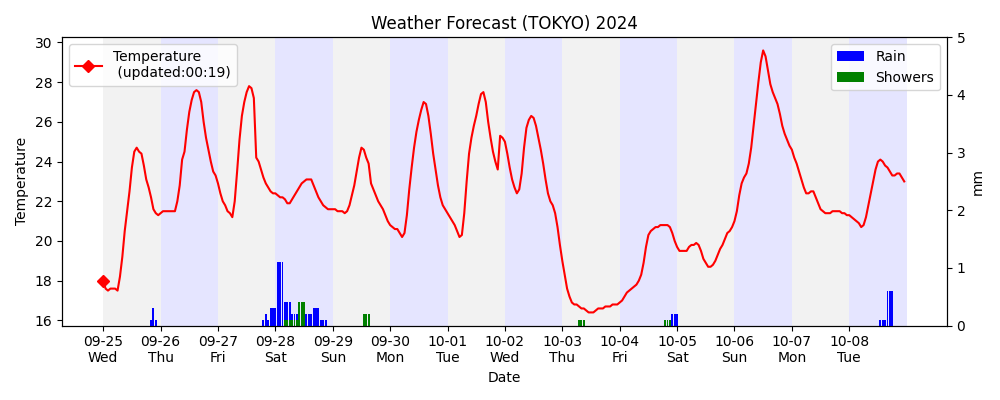 Weather Forecast (TOKYO) 2024
Temperature
(updated:00:19)
Rain
Showers
30
28
26
24
22
20
18
16
Temperature
5
4
3
2
1
0
mm
09-25 09-26 09-27 09-28 09-29 09-30 10-01 10-02 10-03 10-04 10-05 10-06 10-07 10-08
Wed Thu Fri Sat Sun Mon Tue Wed Thu Fri Sat Sun Mon Tue
Date